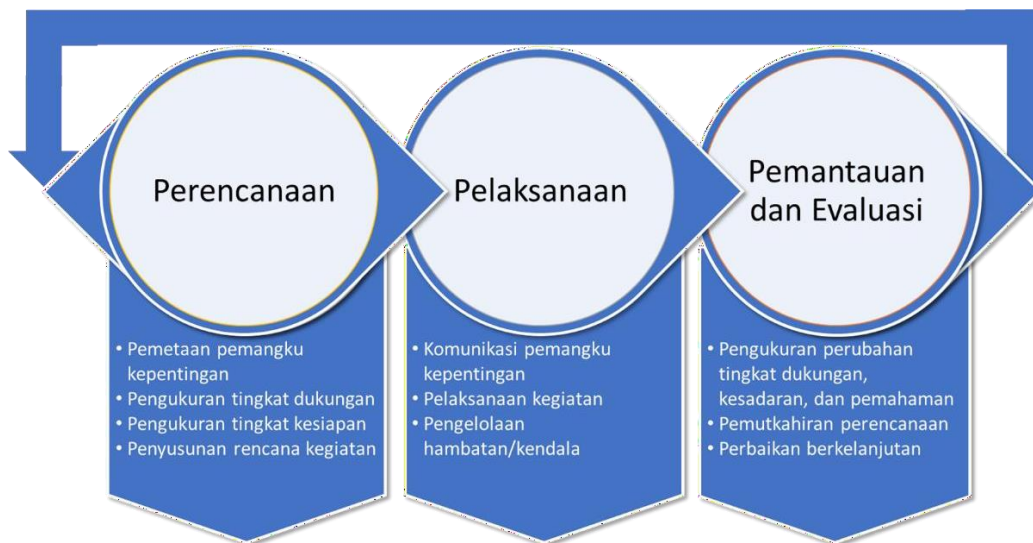 Perencanaan
• Pemetaan pemangku
kepentingan
• Pengukuran tingkat dukungan
• Pengukuran tingkat kesiapan
• Penyusunan rencana kegiatan
Pelaksanaan
• Komunikasi pemangku
kepentingan
• Pelaksanaan kegiatan
• Pengelolaan
hambatan/kendala
Pemantauan
dan Evaluasi
• Pengukuran perubahan
tingkat dukungan,
kesadaran, dan pemahaman
• Pemutkahiran perencanaan
• Perbaikan berkelanjutan